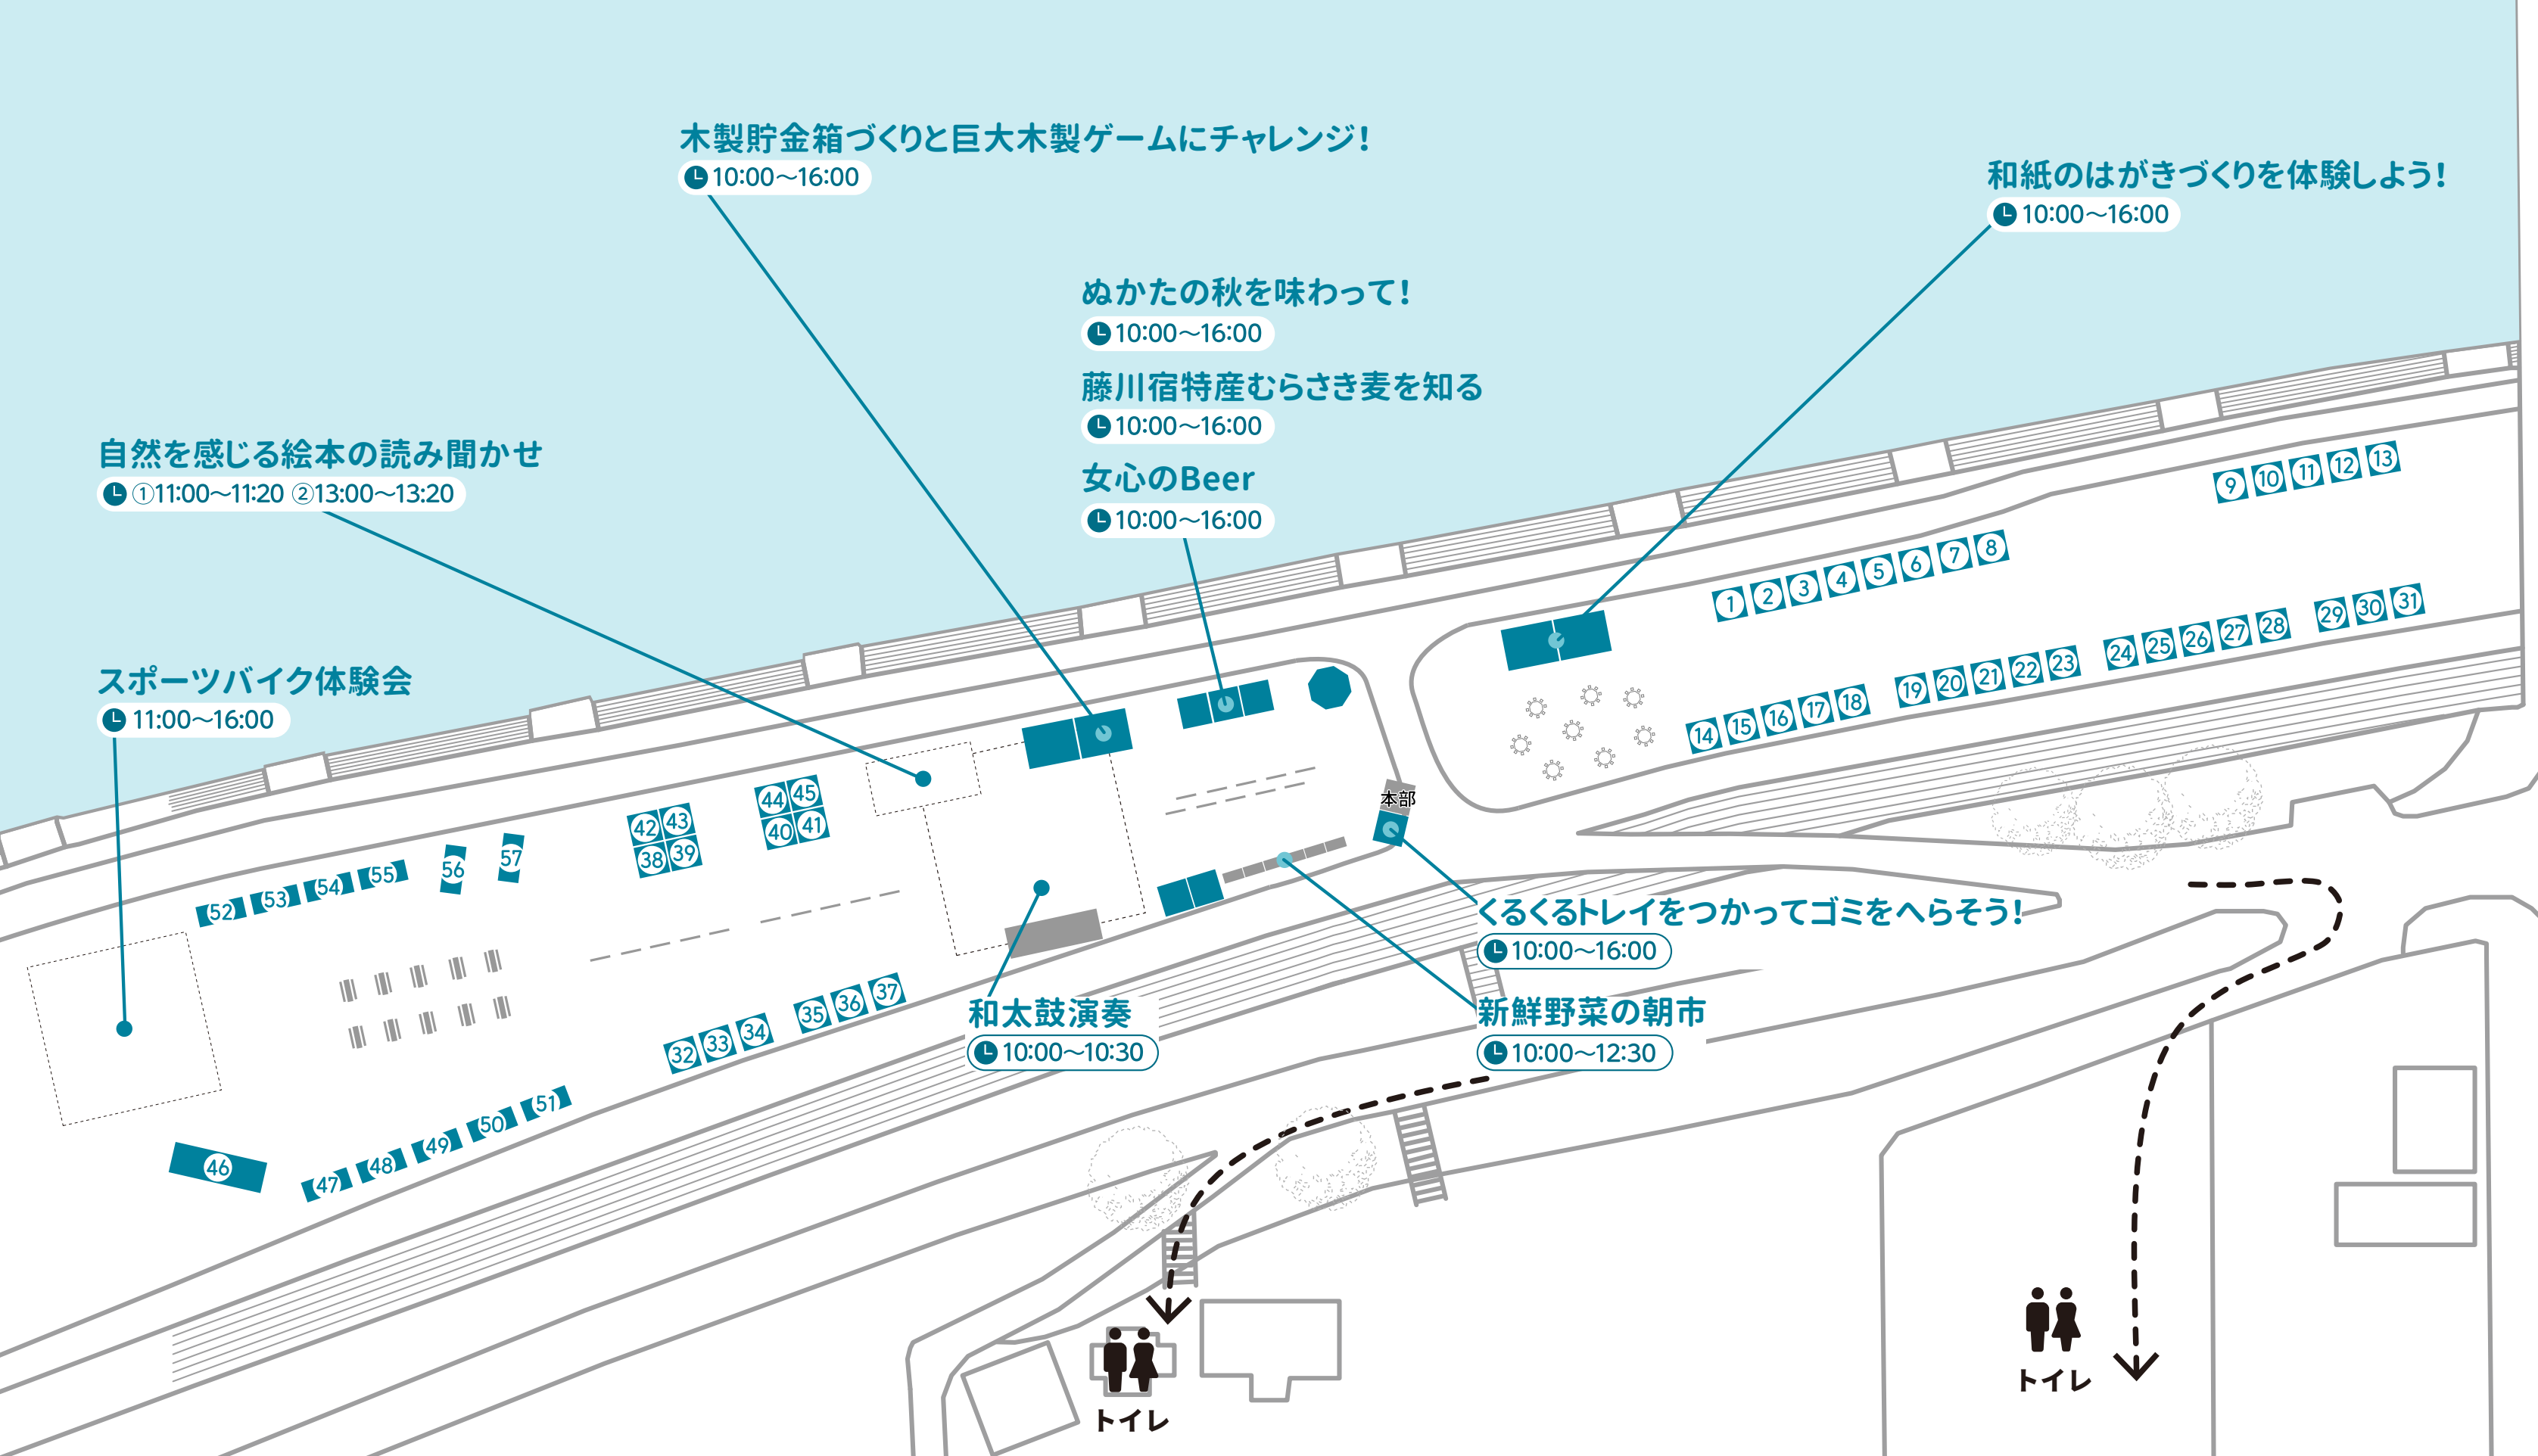 木製貯金箱づくりと巨大木製ゲームにチャレンジ！
10:00〜16:00
和紙のはがきづくりを体験しよう！
10:00〜16:00
ぬかたの秋を味わって！
10:00〜16:00
藤川宿特産むらさき麦を知る
10:00〜16:00
女心のBeer
10:00〜16:00
自然を感じる絵本の読み聞かせ
①11:00〜11:20 ②13:00〜13:20
スポーツバイク体験会
11:00〜16:00
9 10 11 12 13
1 2 3 4 5 6 7 8
29 30 31
24 25 26 27 28
19 20 21 22 23
14 15 16 17 18
本部
44 45
40 41
42 43
38 39
52 53 54 55 56 57
くるくるトレイをつかってゴミをへらそう！
10:00〜16:00
新鮮野菜の朝市
10:00〜12:30
和太鼓演奏
10:00〜10:30
35 36 37
32 33 34
46
47 48 49 50 51
トイレ
トイレ